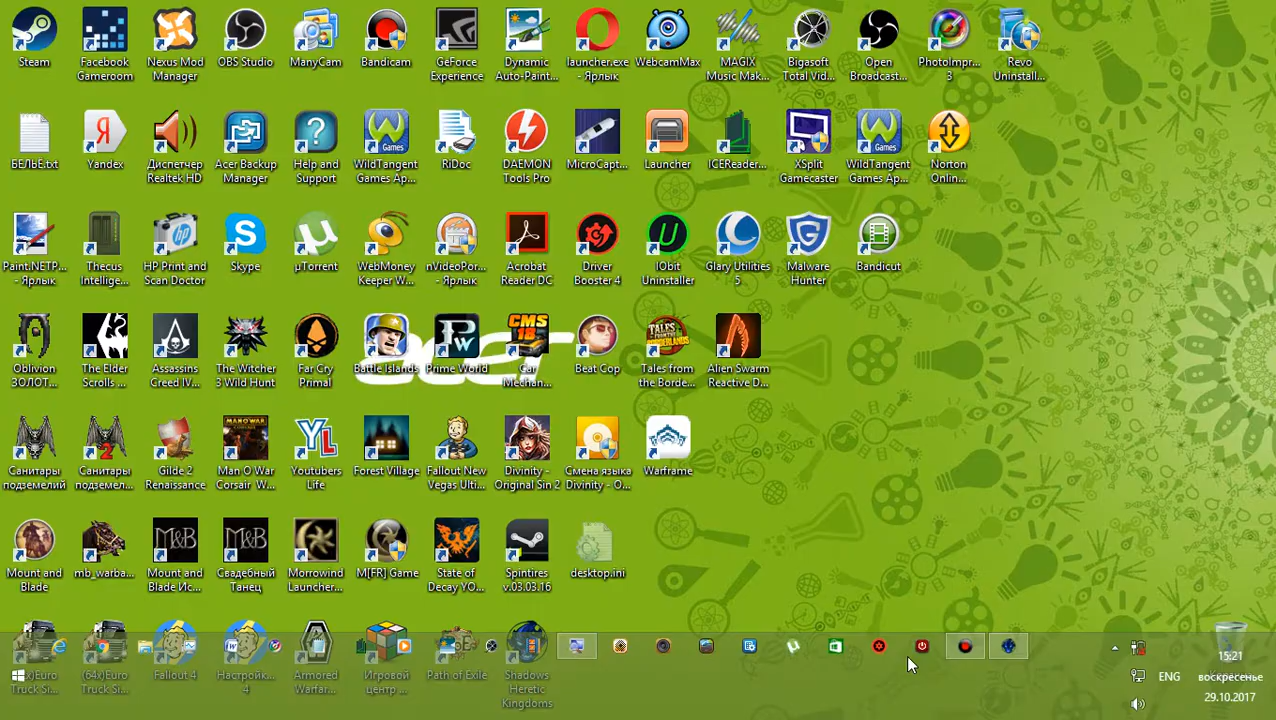 Steam
Facebook
Gameroom
Nexus Mod
Manager
OBS Studio
ManyCam
Bandicam
GeForce
Experience
Dynamic
Auto-Paint...
launcher.exe
- Ярлык
WebcamMax
MAGIX
Music Mak...
Bigasoft
Total Vid...
Open
Broadcast...
PhotoImpr...
3
Revo
Uninstall...
БЕЛЬЕ.txt
Yandex
Диспетчер
Realtek HD
Acer Backup
Manager
Help and
Support
WildTangent
Games Ap...
RiDoc
DAEMON
Tools Pro
MicroCapt...
Launcher
ICEReader...
XSplit
Gamecaster
WildTangent
Games Ap...
Norton
Onlin...
Paint.NETP...
- Ярлык
Thecus
Intellige...
HP Print and
Scan Doctor
Skype
µTorrent
WebMoney
Keeper W...
nVideoPor...
- Ярлык
Acrobat
Reader DC
Driver
Booster 4
IObit
Uninstaller
Glary Utilities
5
Malware
Hunter
Bandicut
acer
Oblivion
ЗОЛОТ...
The Elder
Scrolls ...
Assassins
Creed IV...
The Witcher
3 Wild Hunt
Far Cry
Primal
Battle Islands
Prime World
Car
Mechan...
Beat Cop
Tales from
the Borde...
Alien Swarm
Reactive D...
Санитары
подземелий
Санитары
подземел...
Gilde 2
Renaissance
Man O War
Corsair W...
Youtubers
Life
Forest Village
Fallout New
Vegas Ulti...
Divinity -
Original Sin 2
Смена языка
Divinity - O...
Warframe
Mount and
Blade
mb_warba...
Mount and
Blade Ис...
Свадебный
Танец
Morrowind
Launcher...
M[FR] Game
State of
Decay YO...
Spintires
v.03.03.16
desktop.ini
(x)Euro
Truck Si...
(64x)Euro
Truck Si...
Fallout 4
Настройк...
4
Armored
Warfar...
Игровой
центр ...
Path of Exile
Shadows
Heretic
Kingdoms
ENG
15:21
воскресенье
29.10.2017